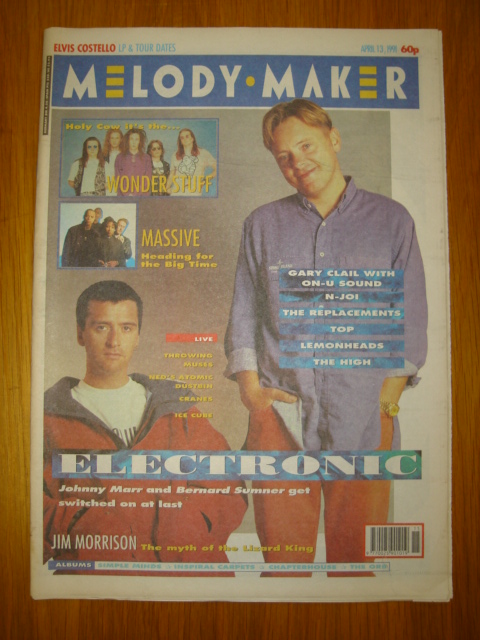 ELVIS COSTELLO LP & TOUR DATES
APRIL 13, 1991 60p
MELODY·MAKER
Holy Cow it's the...
WONDER STUFF
MASSIVE
Heading for
the Big Time
GARY CLAIL WITH
ON-U SOUND
N-JOI
THE REPLACEMENTS
TOP
LEMONHEADS
THE HIGH
LIVE
THROWING
MUSES
NED'S ATOMIC
DUSTBIN
CRANES
ICE CUBE
ELECTRONIC
Johnny Marr and Bernard Sumner get
switched on at last
JIM MORRISON The myth of the Lizard King
ALBUMS SIMPLE MINDS INSPIRAL CARPETS CHAPTERHOUSE THE ORB